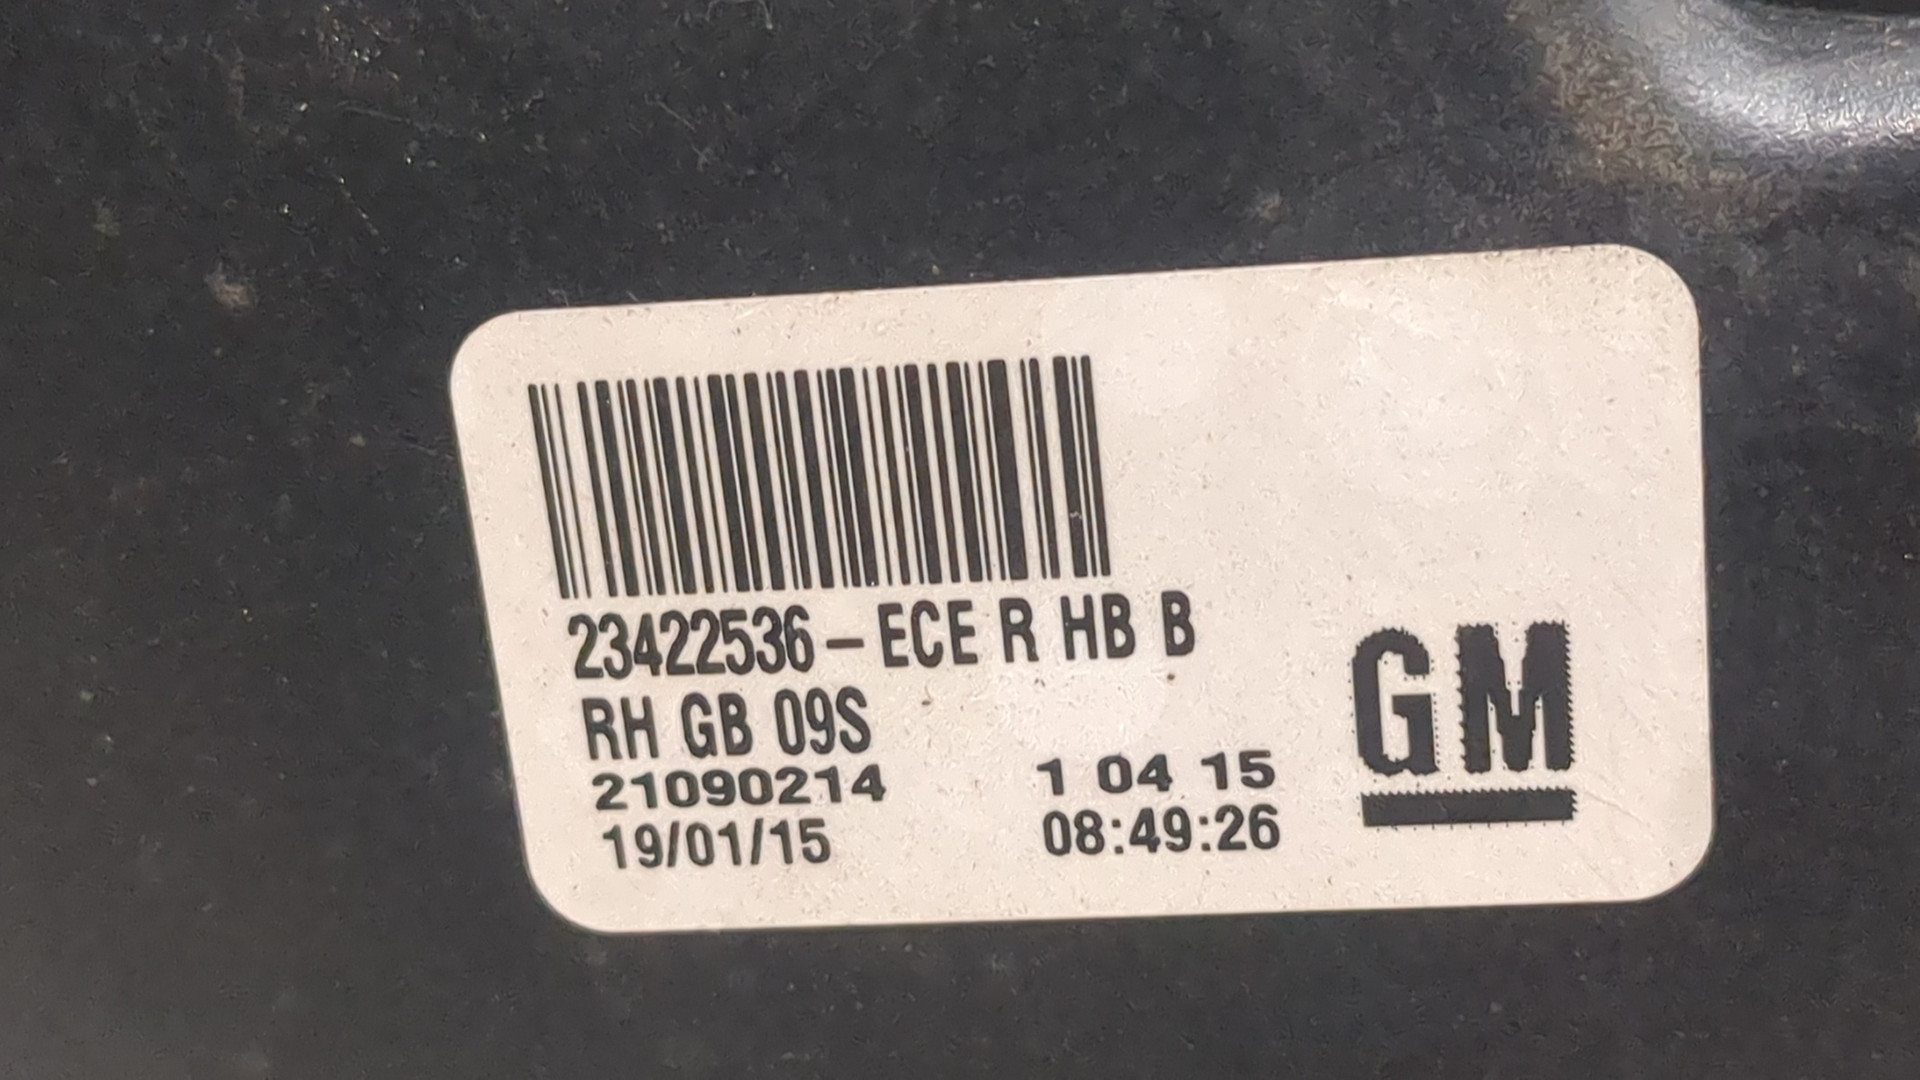 23422536-ECE R HB B
RH GB 09S
21090214 1 04 15
19/01/15 08:49:26
GM